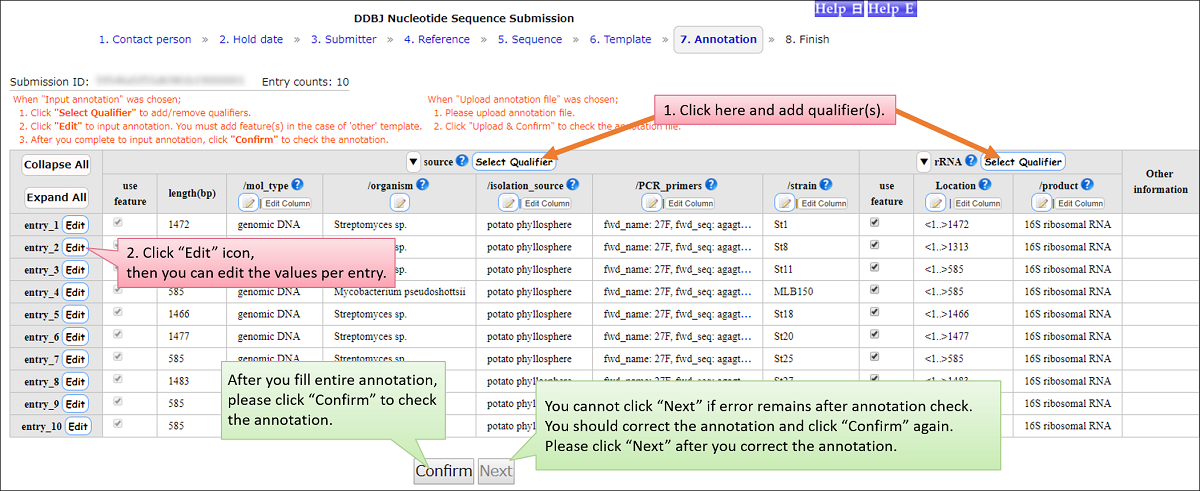 Help 日 Help E
DDBJ Nucleotide Sequence Submission
1. Contact person » 2. Hold date » 3. Submitter » 4. Reference » 5. Sequence » 6. Template » 7. Annotation » 8. Finish
Submission ID: Entry counts: 10
When "Input annotation" was chosen;
1. Click "Select Qualifier" to add/remove qualifiers.
2. Click "Edit" to input annotation. You must add feature(s) in the case of 'other' template.
3. After you complete to input annotation, click "Confirm" to check the annotation.
When "Upload annotation file" was chosen;
1. Please upload annotation file.
2. Click "Upload & Confirm" to check the annotation file.
1. Click here and add qualifier(s).
Collapse All
Expand All
▼ source ? Select Qualifier
▼ rRNA ? Select Qualifier
Other
information
use
feature
length(bp)
/mol_type ?
Edit Column
/organism ?
/isolation_source ?
Edit Column
/PCR_primers ?
Edit Column
/strain ?
Edit Column
use
feature
Location ?
Edit Column
/product ?
Edit Column
entry_1 Edit 1472 genomic DNA Streptomyces sp. potato phyllosphere fwd_name: 27F, fwd_seq: agagt... St1 <1..>1472 16S ribosomal RNA
entry_2 Edit potato phyllosphere fwd_name: 27F, fwd_seq: agagt... St8 <1..>1313 16S ribosomal RNA
entry_3 Edit potato phyllosphere fwd_name: 27F, fwd_seq: agagt... St11 <1..>585 16S ribosomal RNA
entry_4 Edit 585 genomic DNA Mycobacterium pseudoshottsii potato phyllosphere fwd_name: 27F, fwd_seq: agagt... MLB150 <1..>585 16S ribosomal RNA
entry_5 Edit 1466 genomic DNA Streptomyces sp. potato phyllosphere fwd_name: 27F, fwd_seq: agagt... St18 <1..>1466 16S ribosomal RNA
entry_6 Edit 1477 genomic DNA Streptomyces sp. potato phyllosphere fwd_name: 27F, fwd_seq: agagt... St20 <1..>1477 16S ribosomal RNA
entry_7 Edit 585 genomic DNA Streptomyces sp. potato phyllosphere fwd_name: 27F, fwd_seq: agagt... St25 <1..>585 16S ribosomal RNA
entry_8 Edit 1483 fwd_name: 27F, fwd_seq: agagt... St27 <1..>1483 16S ribosomal RNA
entry_9 Edit 585 16S ribosomal RNA
entry_10 Edit 585 16S ribosomal RNA
2. Click “Edit” icon,
then you can edit the values per entry.
After you fill entire annotation,
please click “Confirm” to check
the annotation.
You cannot click “Next” if error remains after annotation check.
You should correct the annotation and click “Confirm” again.
Please click “Next” after you correct the annotation.
Confirm Next